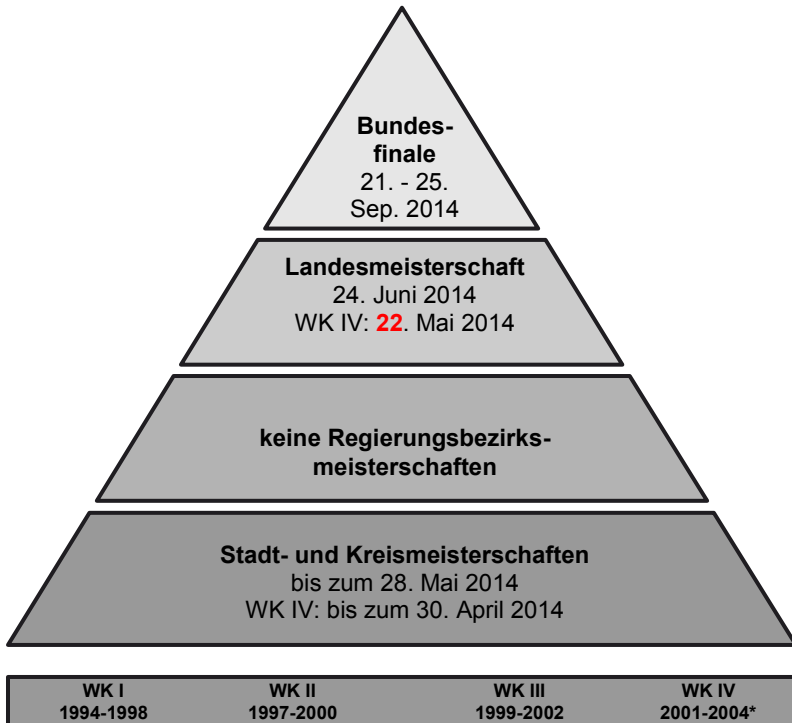 Bundes-
finale
21. - 25.
Sep. 2014
Landesmeisterschaft
24. Juni 2014
WK IV: 22. Mai 2014
keine Regierungsbezirks-
meisterschaften
Stadt- und Kreismeisterschaften
bis zum 28. Mai 2014
WK IV: bis zum 30. April 2014
WK I WK II WK III WK IV
1994-1998 1997-2000 1999-2002 2001-2004*